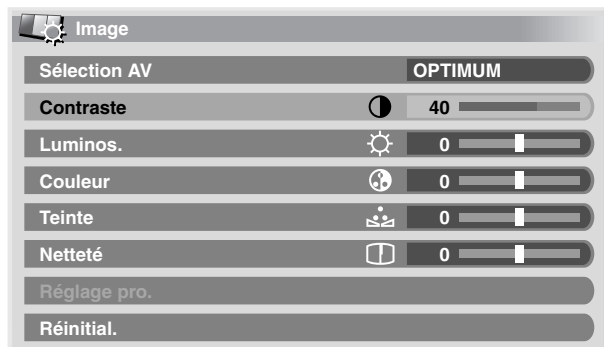 Image
Sélection AV OPTIMUM
Contraste 40
Luminos. 0
Couleur 0
Teinte 0
Netteté 0
Réglage pro.
Réinitial.